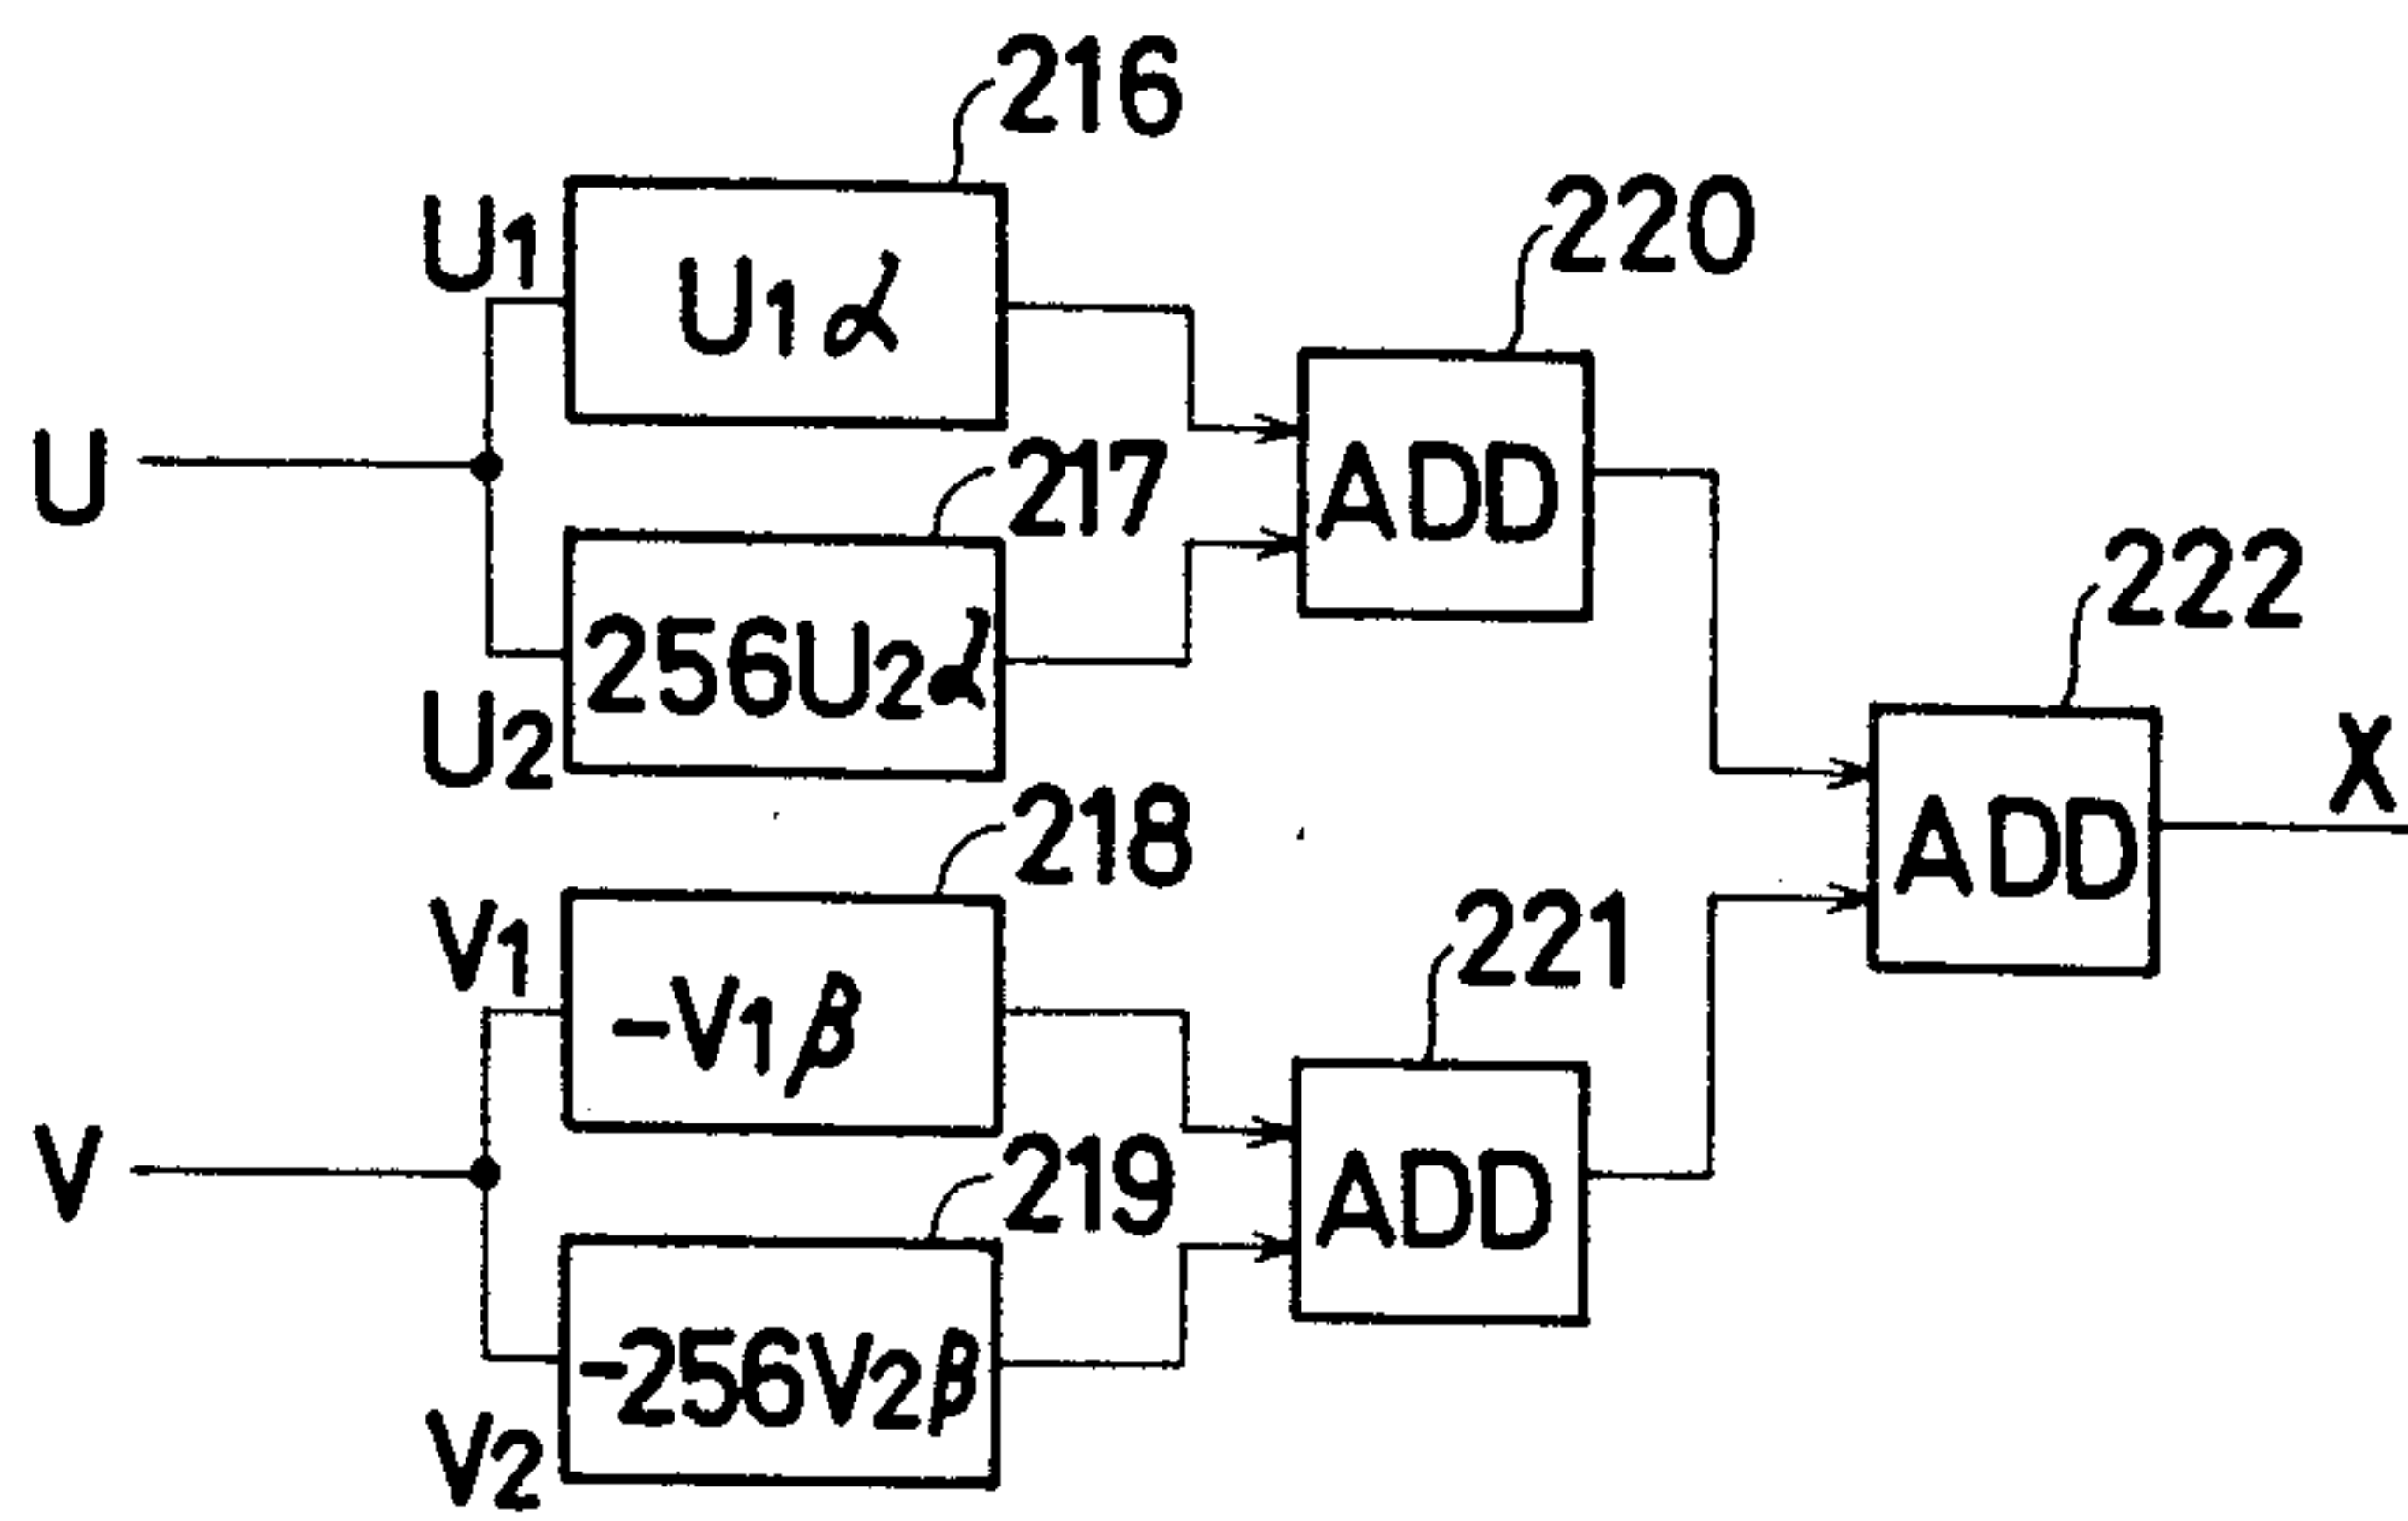 216
U1
U1α
220
U
217
ADD
256U2α
U2
222
218
X
V1
ADD
-V1β
221
V
219
ADD
-256V2β
V2